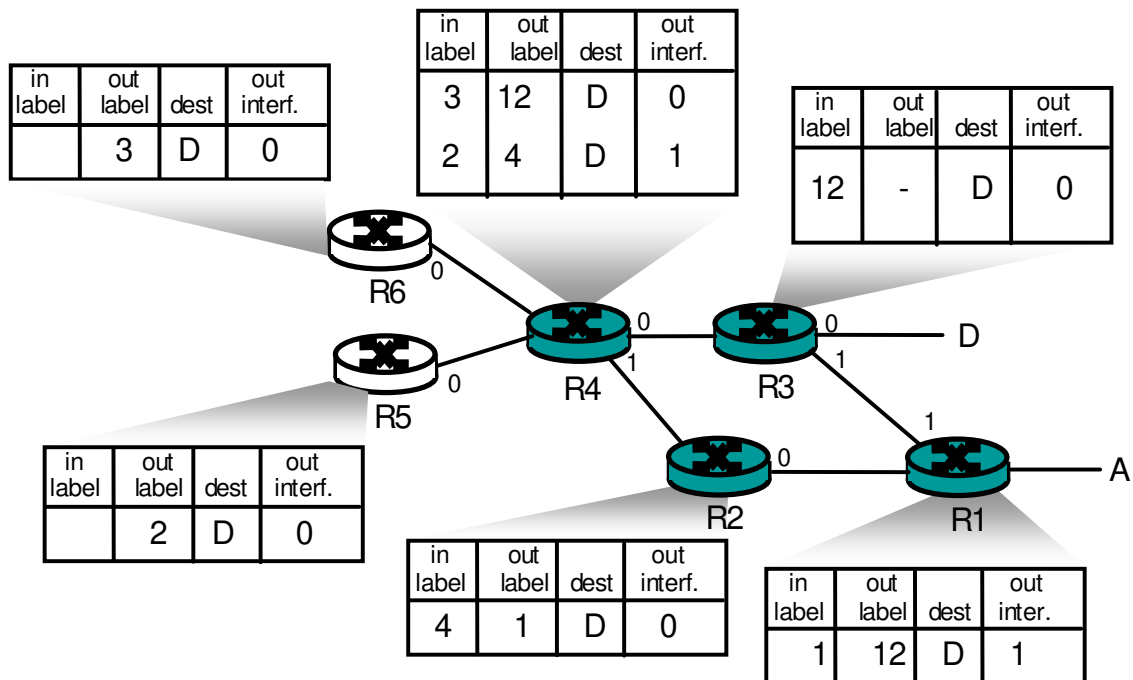 in out out
label label dest interf.
3 12 D 0
2 4 D 1
in out out
label label dest interf.
3 D 0
in out out
label label dest interf.
12 - D 0
R6
0
R5
0
R4
0
1
R3
0
1
D
R2
0
R1
1
A
in out out
label label dest interf.
2 D 0
in out out
label label dest interf.
4 1 D 0
in out out
label label dest inter.
1 12 D 1